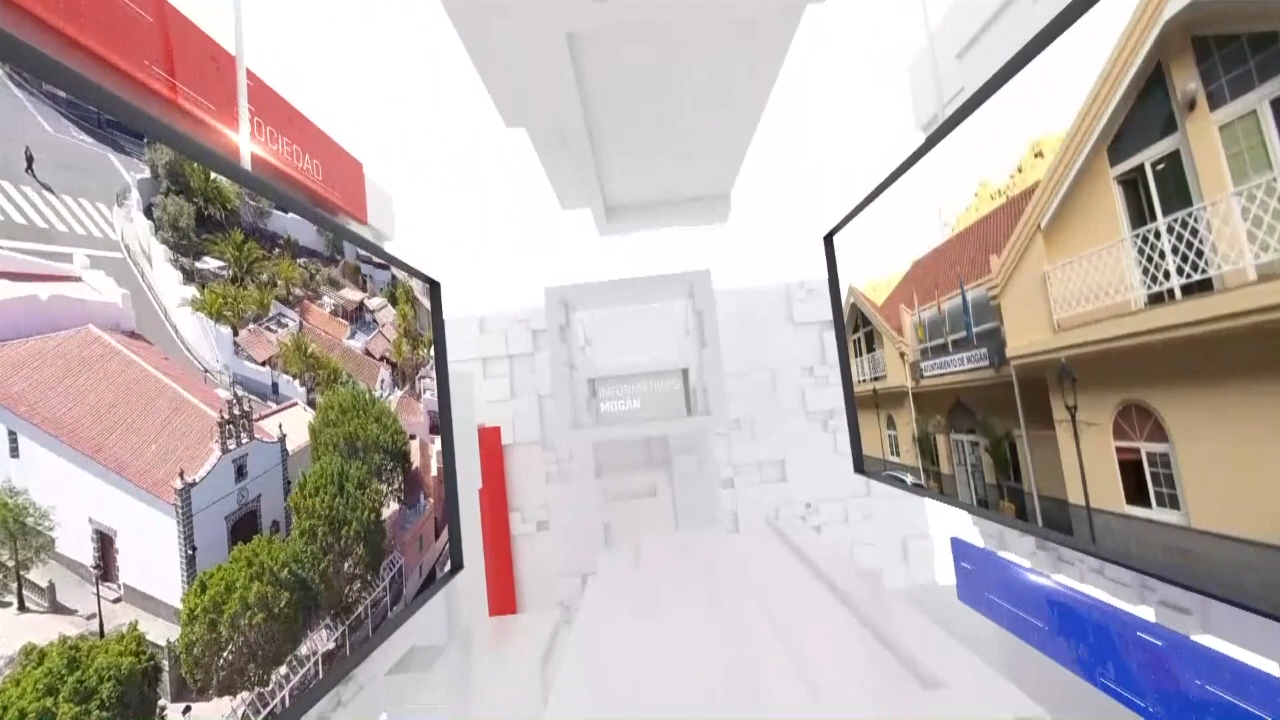 SOCIEDAD
INFORMATIVOS
MOGÁN
AYUNTAMIENTO DE MOGÁN